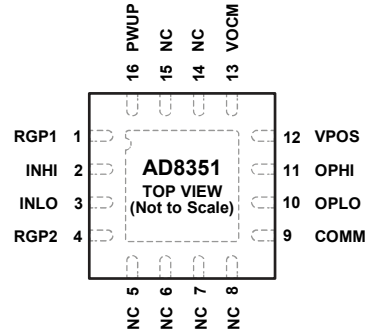 16 PWUP
15 NC
14 NC
13 VOCM
RGP1 1
INHI 2
INLO 3
RGP2 4
AD8351
TOP VIEW
(Not to Scale)
12 VPOS
11 OPHI
10 OPLO
9 COMM
NC 5
NC 6
NC 7
NC 8